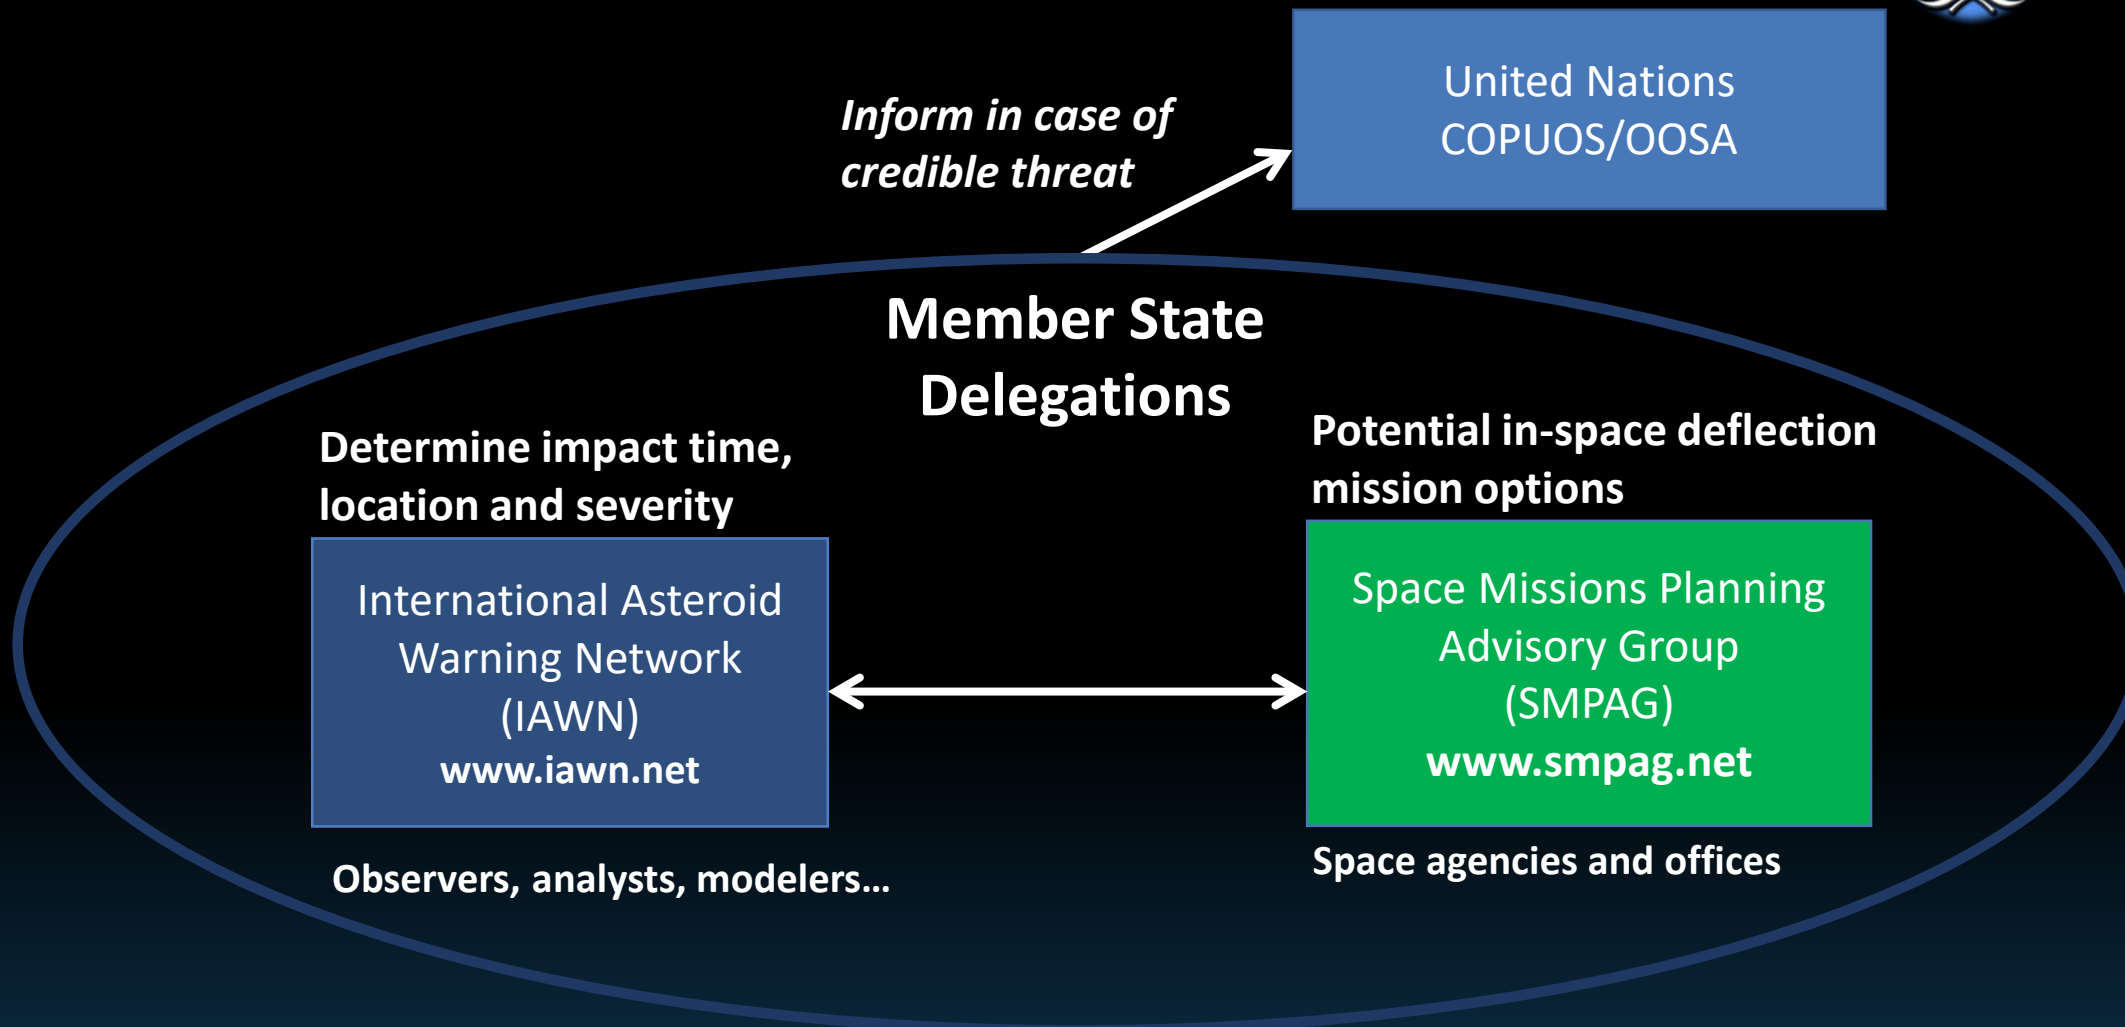 United Nations
COPUOS/OOSA
Inform in case of
credible threat
Member State
Delegations
Determine impact time,
location and severity
Potential in-space deflection
mission options
International Asteroid
Warning Network
(IAWN)
www.iawn.net
Space Missions Planning
Advisory Group
(SMPAG)
www.smpag.net
Observers, analysts, modelers…
Space agencies and offices